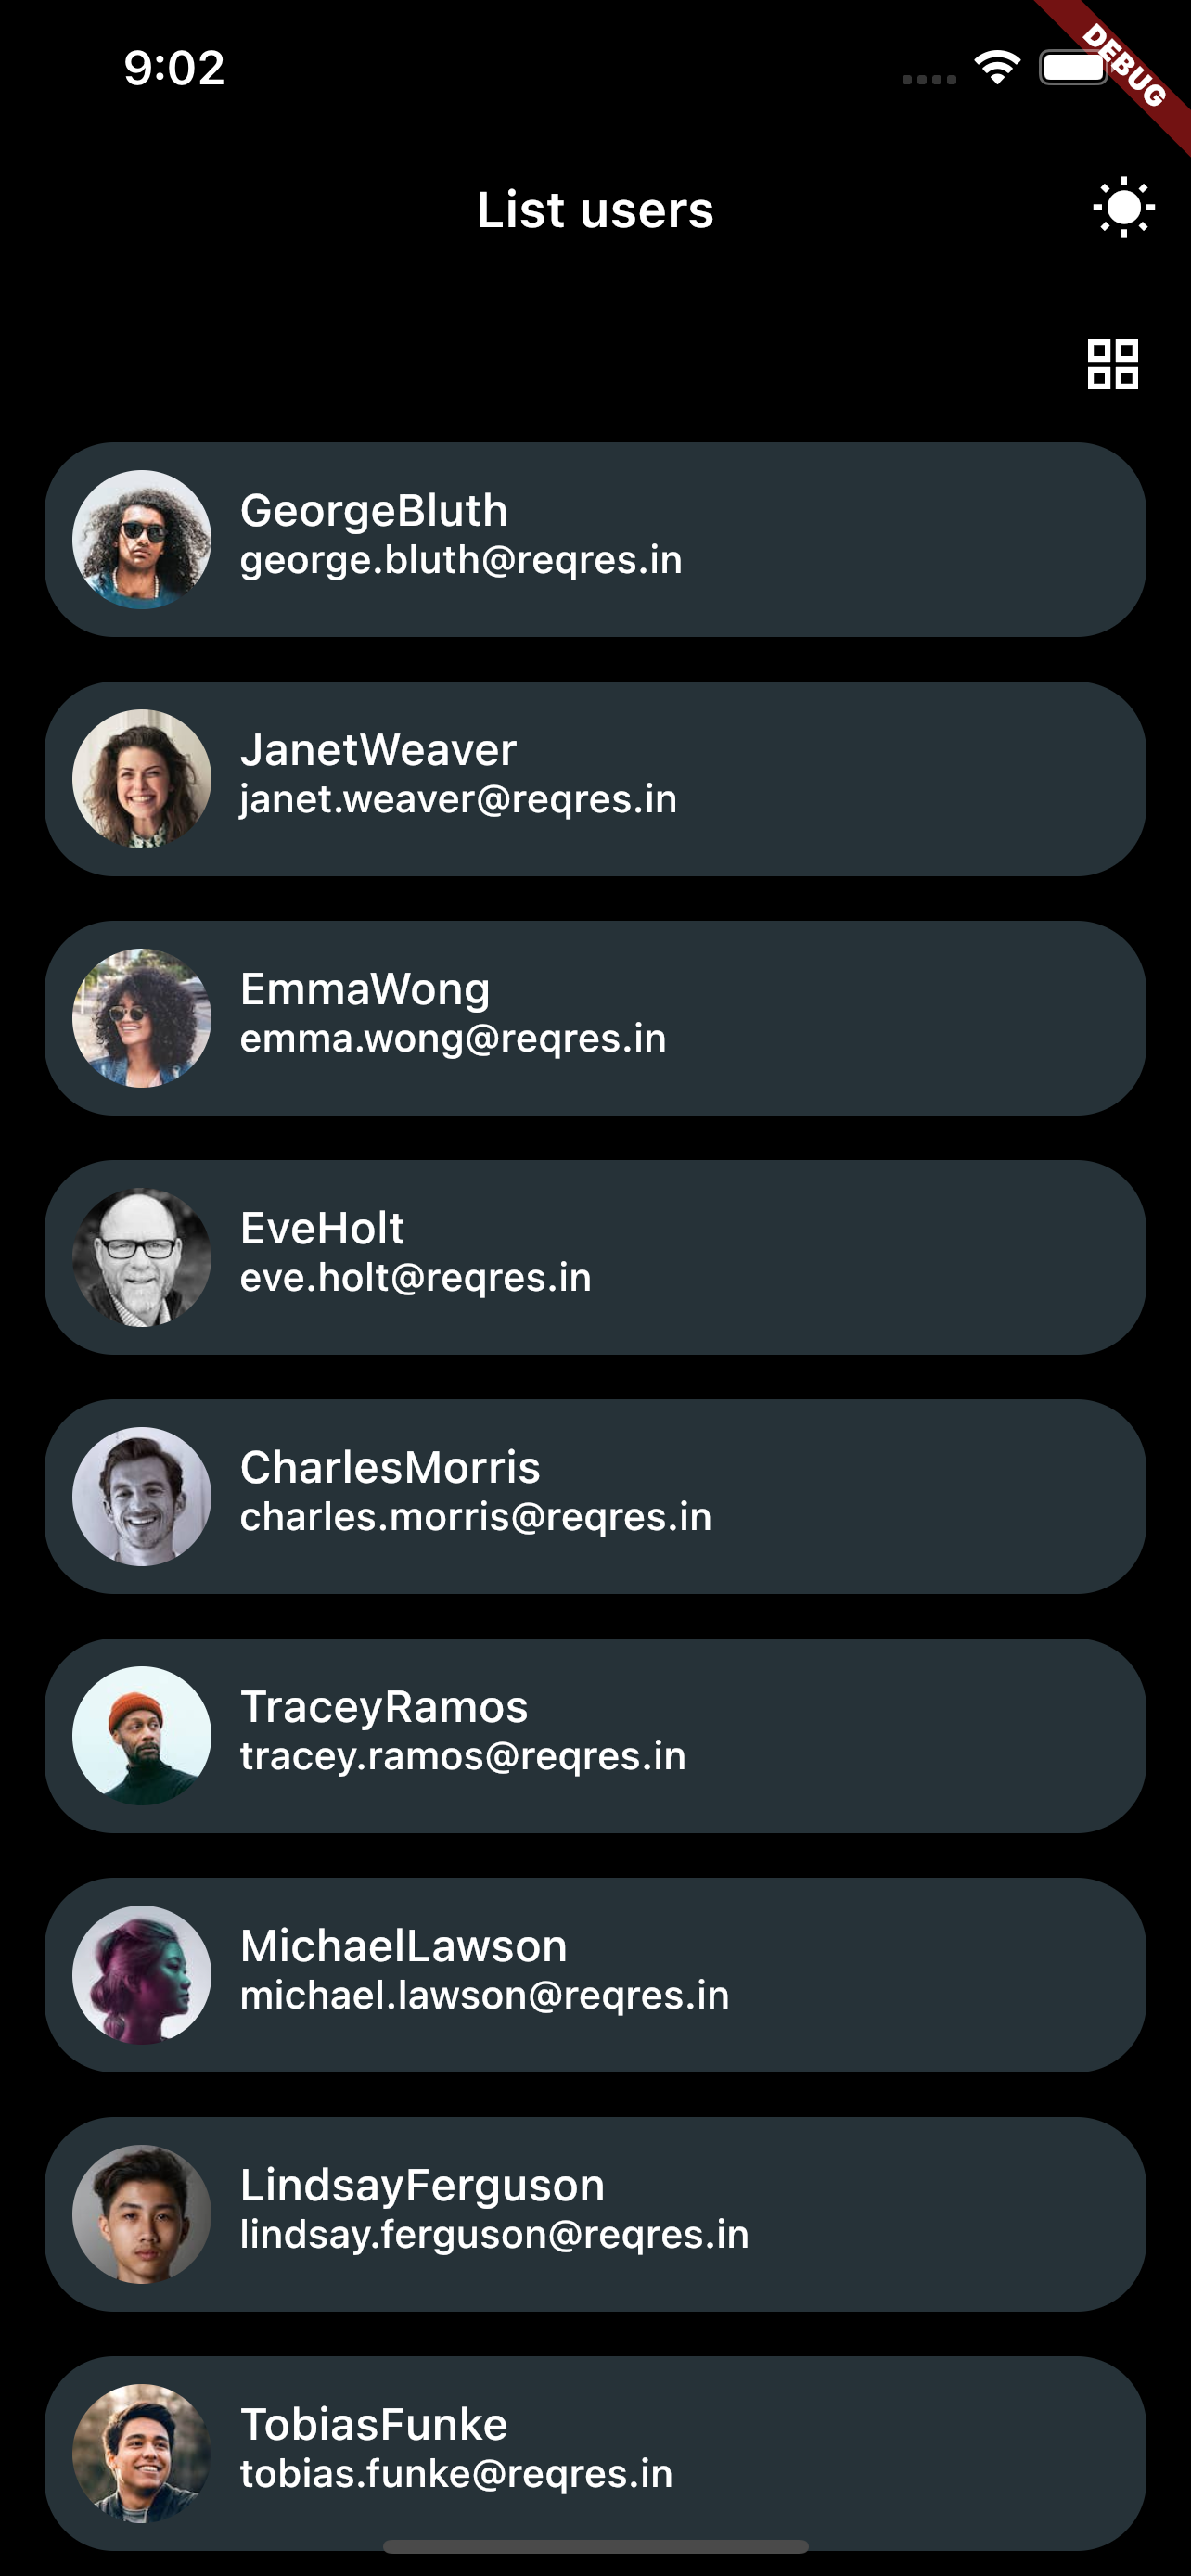 9:02
DEBUG
List users
GeorgeBluth
george.bluth@reqres.in
JanetWeaver
janet.weaver@reqres.in
EmmaWong
emma.wong@reqres.in
EveHolt
eve.holt@reqres.in
CharlesMorris
charles.morris@reqres.in
TraceyRamos
tracey.ramos@reqres.in
MichaelLawson
michael.lawson@reqres.in
LindsayFerguson
lindsay.ferguson@reqres.in
TobiasFunke
tobias.funke@reqres.in